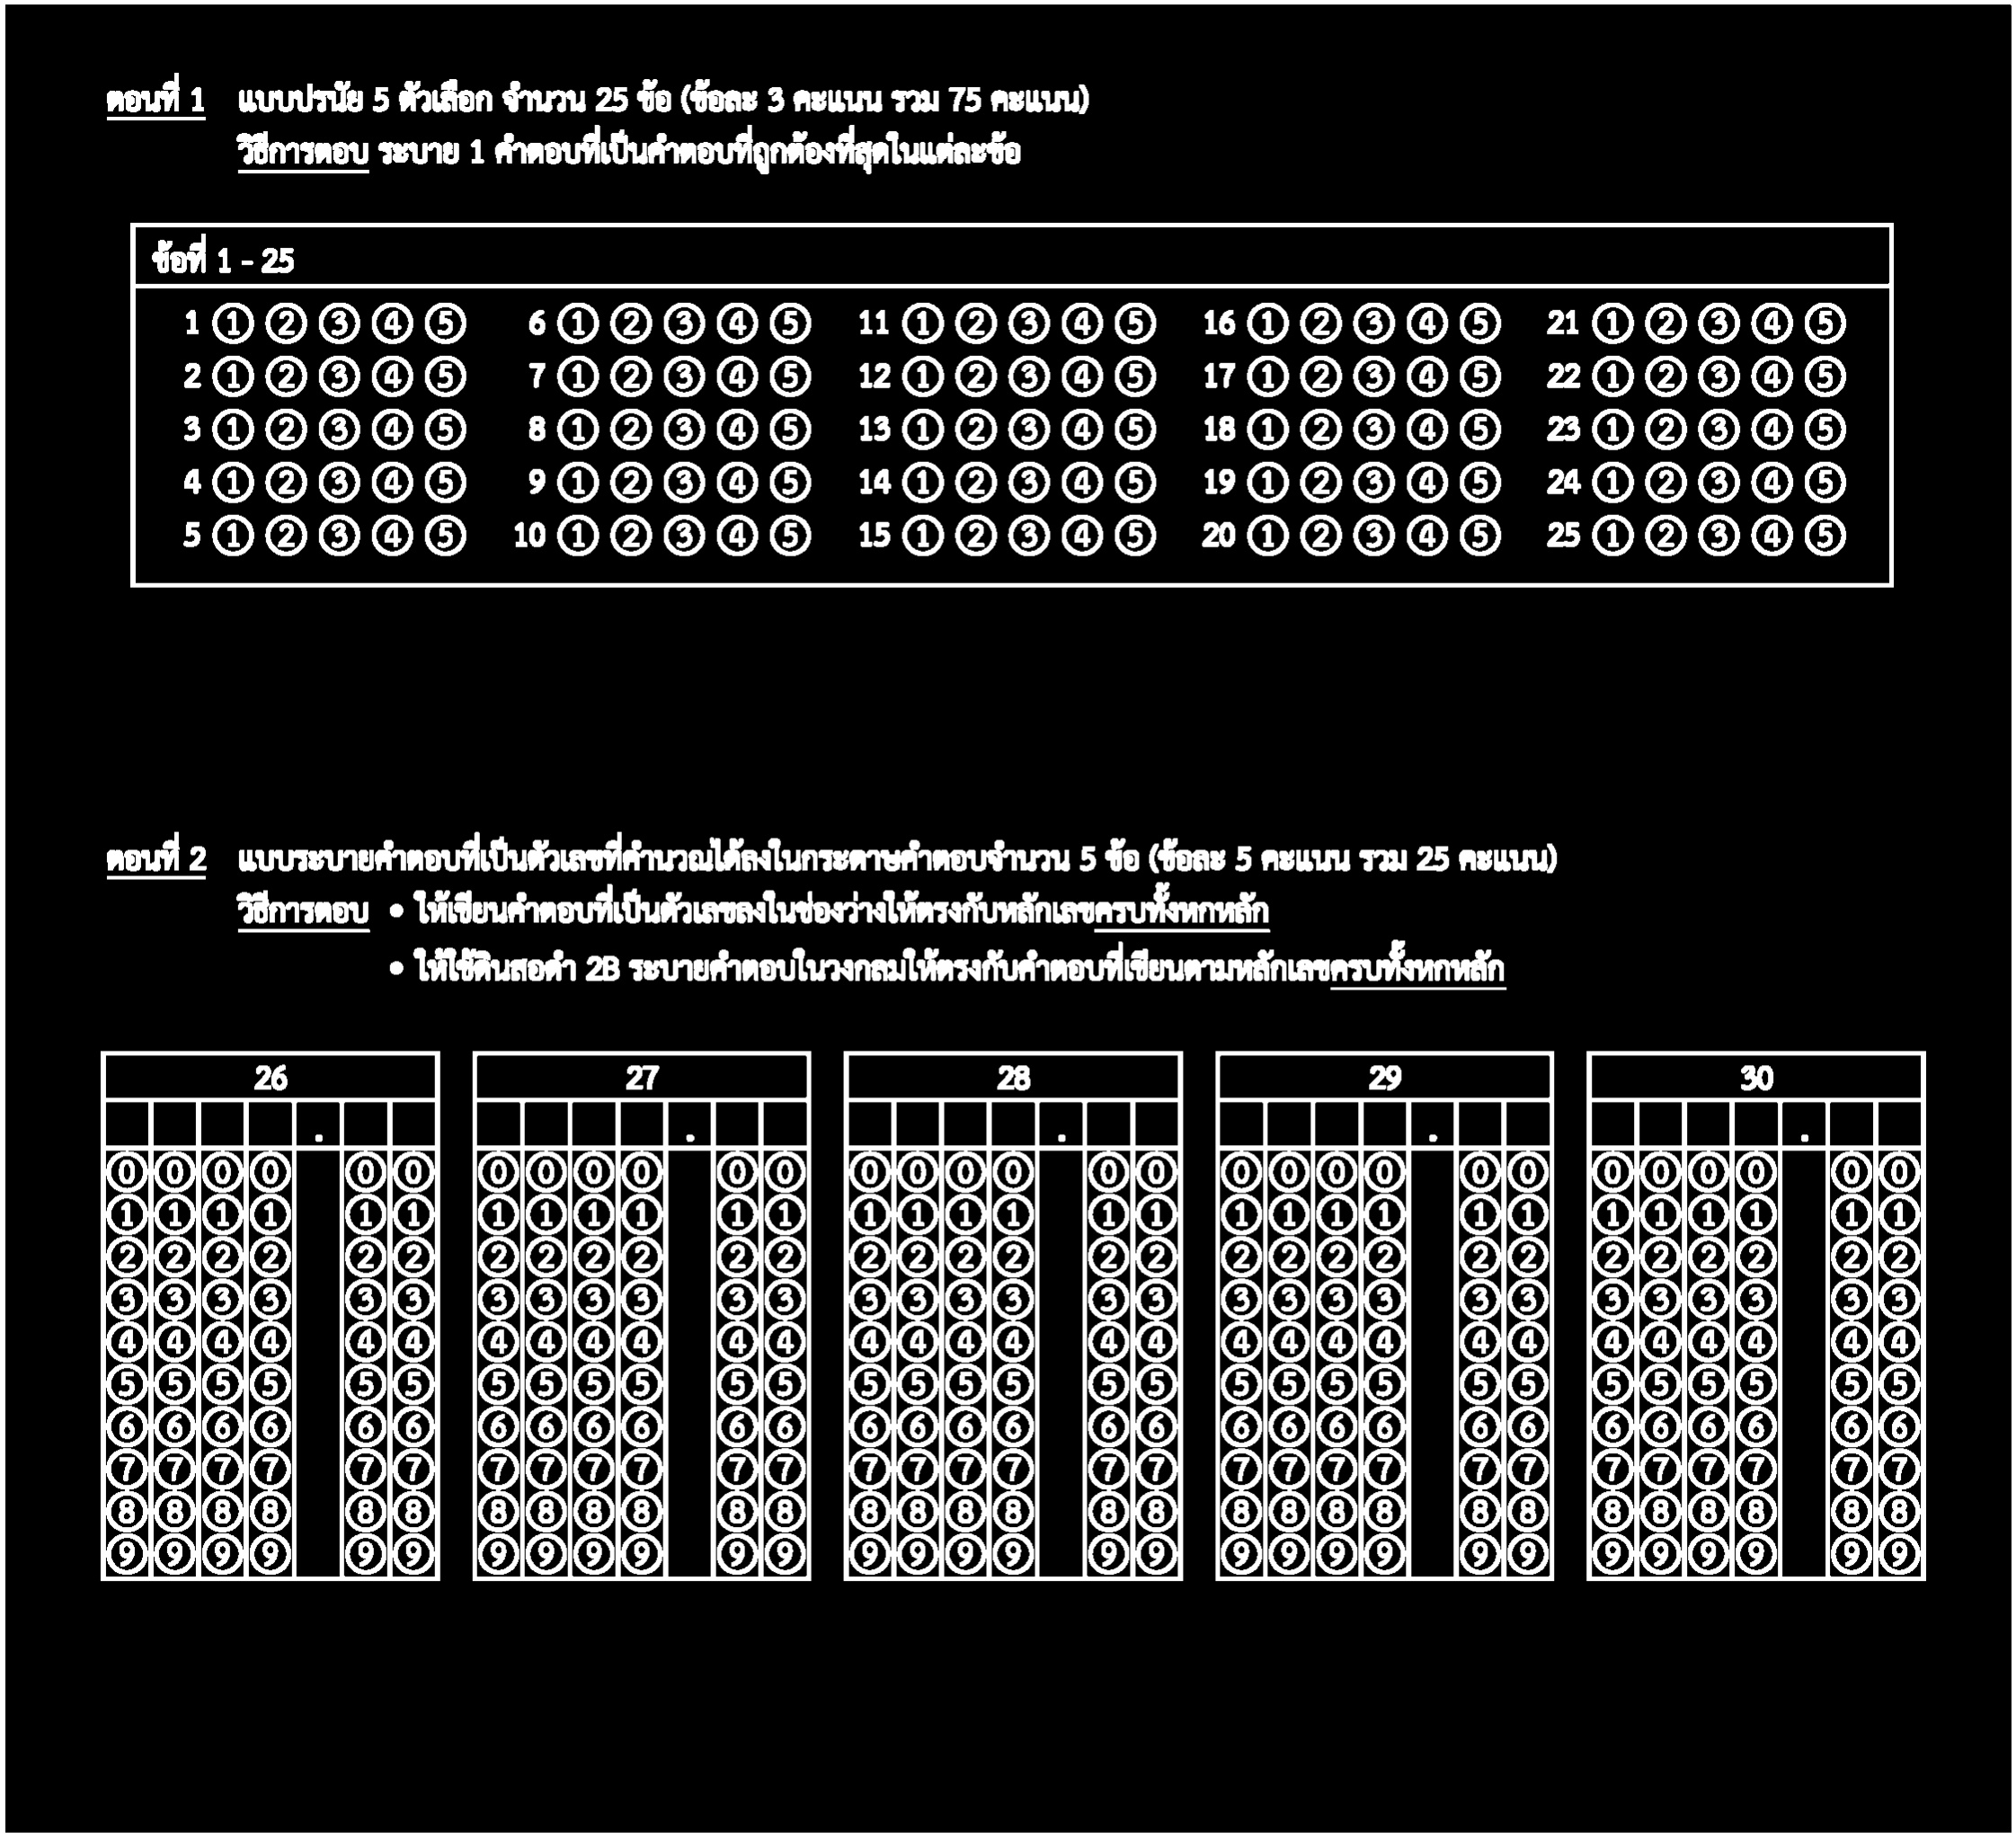 ตอนที่ 1 แบบปรนัย 5 ตัวเลือก จำนวน 25 ข้อ (ข้อละ 3 คะแนน รวม 75 คะแนน)
วิธีการตอบ ระบาย 1 คำตอบที่เป็นคำตอบที่ถูกต้องที่สุดในแต่ละข้อ
ข้อที่ 1 - 25
1 ① ② ③ ④ ⑤ 6 ① ② ③ ④ ⑤ 11 ① ② ③ ④ ⑤ 16 ① ② ③ ④ ⑤ 21 ① ② ③ ④ ⑤
2 ① ② ③ ④ ⑤ 7 ① ② ③ ④ ⑤ 12 ① ② ③ ④ ⑤ 17 ① ② ③ ④ ⑤ 22 ① ② ③ ④ ⑤
3 ① ② ③ ④ ⑤ 8 ① ② ③ ④ ⑤ 13 ① ② ③ ④ ⑤ 18 ① ② ③ ④ ⑤ 23 ① ② ③ ④ ⑤
4 ① ② ③ ④ ⑤ 9 ① ② ③ ④ ⑤ 14 ① ② ③ ④ ⑤ 19 ① ② ③ ④ ⑤ 24 ① ② ③ ④ ⑤
5 ① ② ③ ④ ⑤ 10 ① ② ③ ④ ⑤ 15 ① ② ③ ④ ⑤ 20 ① ② ③ ④ ⑤ 25 ① ② ③ ④ ⑤
ตอนที่ 2 แบบระบายคำตอบที่เป็นตัวเลขที่คำนวณได้ลงในกระดาษคำตอบจำนวน 5 ข้อ (ข้อละ 5 คะแนน รวม 25 คะแนน)
วิธีการตอบ • ให้เขียนคำตอบที่เป็นตัวเลขลงในช่องว่างให้ตรงกับหลักเลขครบทั้งหกหลัก
• ให้ใช้ดินสอดำ 2B ระบายคำตอบในวงกลมให้ตรงกับคำตอบที่เขียนตามหลักเลขครบทั้งหกหลัก
26 27 28 29 30
. . . . .
⓪ ⓪ ⓪ ⓪ ⓪ ⓪ ⓪ ⓪ ⓪ ⓪ ⓪ ⓪ ⓪ ⓪ ⓪ ⓪ ⓪ ⓪ ⓪ ⓪ ⓪ ⓪ ⓪ ⓪ ⓪ ⓪ ⓪ ⓪ ⓪ ⓪
① ① ① ① ① ① ① ① ① ① ① ① ① ① ① ① ① ① ① ① ① ① ① ① ① ① ① ① ① ①
② ② ② ② ② ② ② ② ② ② ② ② ② ② ② ② ② ② ② ② ② ② ② ② ② ② ② ② ② ②
③ ③ ③ ③ ③ ③ ③ ③ ③ ③ ③ ③ ③ ③ ③ ③ ③ ③ ③ ③ ③ ③ ③ ③ ③ ③ ③ ③ ③ ③
④ ④ ④ ④ ④ ④ ④ ④ ④ ④ ④ ④ ④ ④ ④ ④ ④ ④ ④ ④ ④ ④ ④ ④ ④ ④ ④ ④ ④ ④
⑤ ⑤ ⑤ ⑤ ⑤ ⑤ ⑤ ⑤ ⑤ ⑤ ⑤ ⑤ ⑤ ⑤ ⑤ ⑤ ⑤ ⑤ ⑤ ⑤ ⑤ ⑤ ⑤ ⑤ ⑤ ⑤ ⑤ ⑤ ⑤ ⑤
⑥ ⑥ ⑥ ⑥ ⑥ ⑥ ⑥ ⑥ ⑥ ⑥ ⑥ ⑥ ⑥ ⑥ ⑥ ⑥ ⑥ ⑥ ⑥ ⑥ ⑥ ⑥ ⑥ ⑥ ⑥ ⑥ ⑥ ⑥ ⑥ ⑥
⑦ ⑦ ⑦ ⑦ ⑦ ⑦ ⑦ ⑦ ⑦ ⑦ ⑦ ⑦ ⑦ ⑦ ⑦ ⑦ ⑦ ⑦ ⑦ ⑦ ⑦ ⑦ ⑦ ⑦ ⑦ ⑦ ⑦ ⑦ ⑦ ⑦
⑧ ⑧ ⑧ ⑧ ⑧ ⑧ ⑧ ⑧ ⑧ ⑧ ⑧ ⑧ ⑧ ⑧ ⑧ ⑧ ⑧ ⑧ ⑧ ⑧ ⑧ ⑧ ⑧ ⑧ ⑧ ⑧ ⑧ ⑧ ⑧ ⑧
⑨ ⑨ ⑨ ⑨ ⑨ ⑨ ⑨ ⑨ ⑨ ⑨ ⑨ ⑨ ⑨ ⑨ ⑨ ⑨ ⑨ ⑨ ⑨ ⑨ ⑨ ⑨ ⑨ ⑨ ⑨ ⑨ ⑨ ⑨ ⑨ ⑨